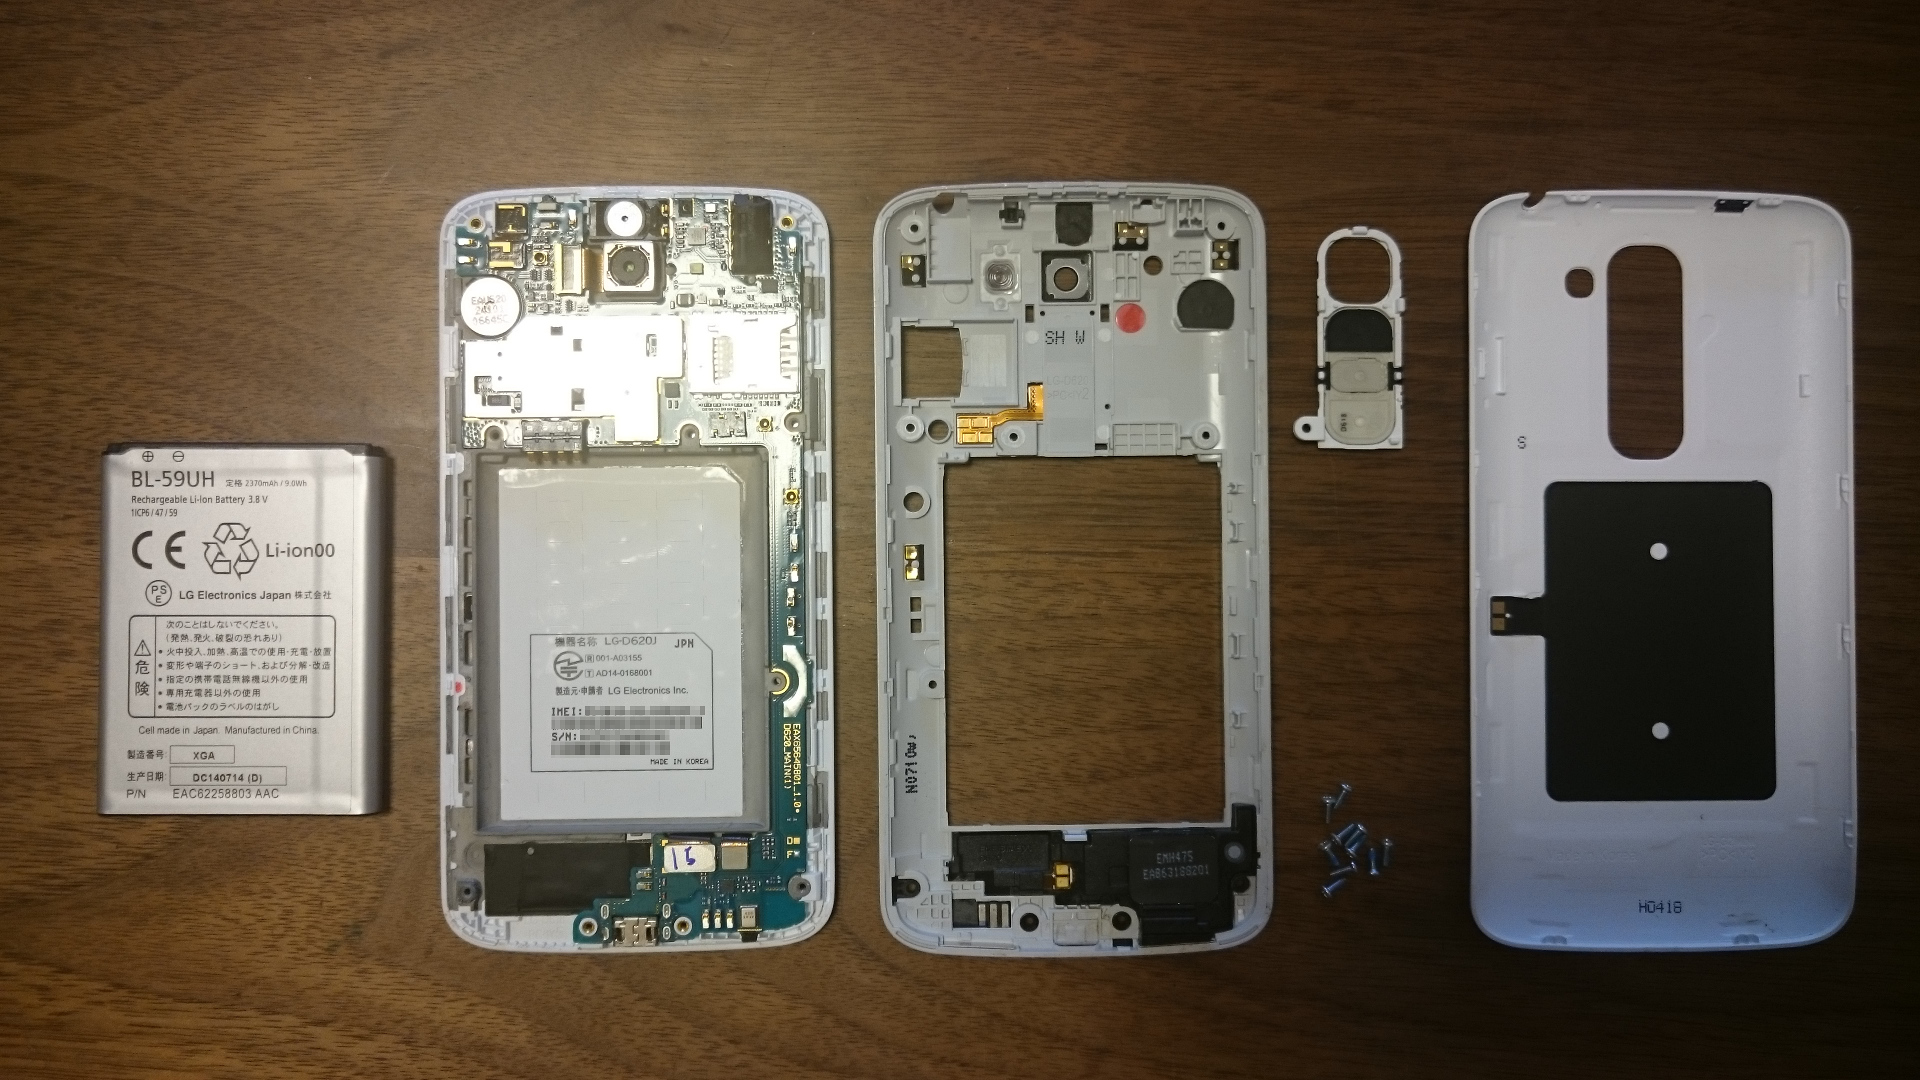 BL-59UH 定格 2370mAh / 9.0Wh
Rechargeable Li-Ion Battery 3.8 V
1ICP6 / 47 / 59
CE
Li-ion00
PS
E
LG Electronics Japan 株式会社
危険
次のことはしないでください。
(発熱、発火、破裂の恐れあり)
• 火中投入、加熱、高温での使用・充電・放置
• 変形や端子のショート、および分解・改造
• 指定の携帯電話無線機以外の使用
• 専用充電器以外の使用
• 電池パックのラベルのはがし
Cell made in Japan. Manufactured in China.
製造番号: XGA
生产日期: DC140714 (D)
P/N EAC62258803 AAC
機器名称 LG-D620J JPN
R 001-A03155
T AD14-0168001
製造元・申請者 LG Electronics Inc.
IMEI:
S/N:
MADE IN KOREA
EAX65645801_1.0
D620_MAIN(1)
15
SH W
LG-D620
EMH475
EAB63188201
S
H0418